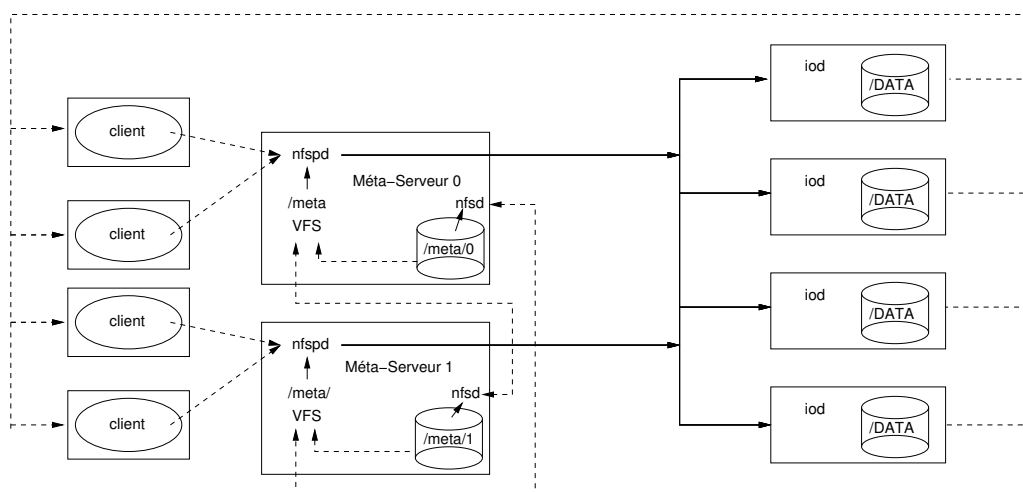 client
client
client
client
nfspd
Méta−Serveur 0
/meta
VFS
nfsd
/meta/0
nfspd
Méta−Serveur 1
/meta/
VFS
nfsd
/meta/1
iod
/DATA
iod
/DATA
iod
/DATA
iod
/DATA